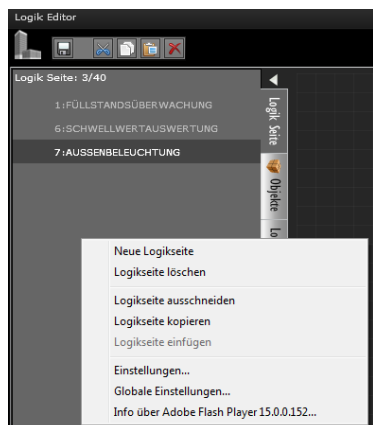 Logik Editor
Logik Seite: 3/40
1:FÜLLSTANDSÜBERWACHUNG
6:SCHWELLWERTAUSWERTUNG
7:AUSSENBELEUCHTUNG
Logik Seite
Objekte
Lo
Neue Logikseite
Logikseite löschen
Logikseite ausschneiden
Logikseite kopieren
Logikseite einfügen
Einstellungen...
Globale Einstellungen...
Info über Adobe Flash Player 15.0.0.152...